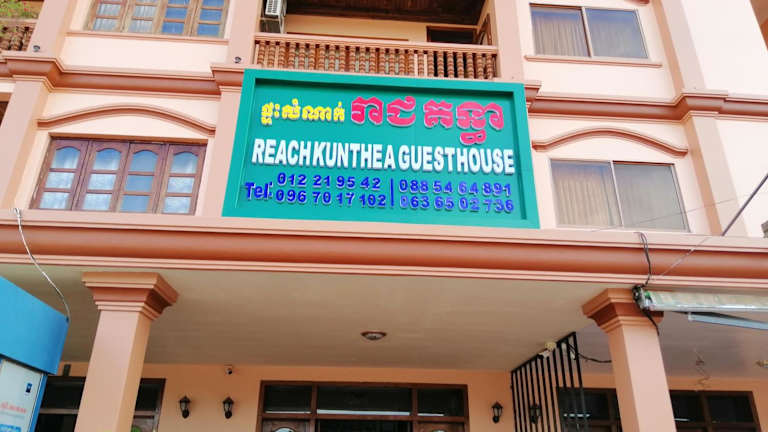 ផ្ទះសំណាក់ រាជ គន្ធា
REACH KUNTHEA GUESTHOUSE
Tel: 012 21 95 42 | 088 54 64 891
096 70 17 102 | 063 65 02 736